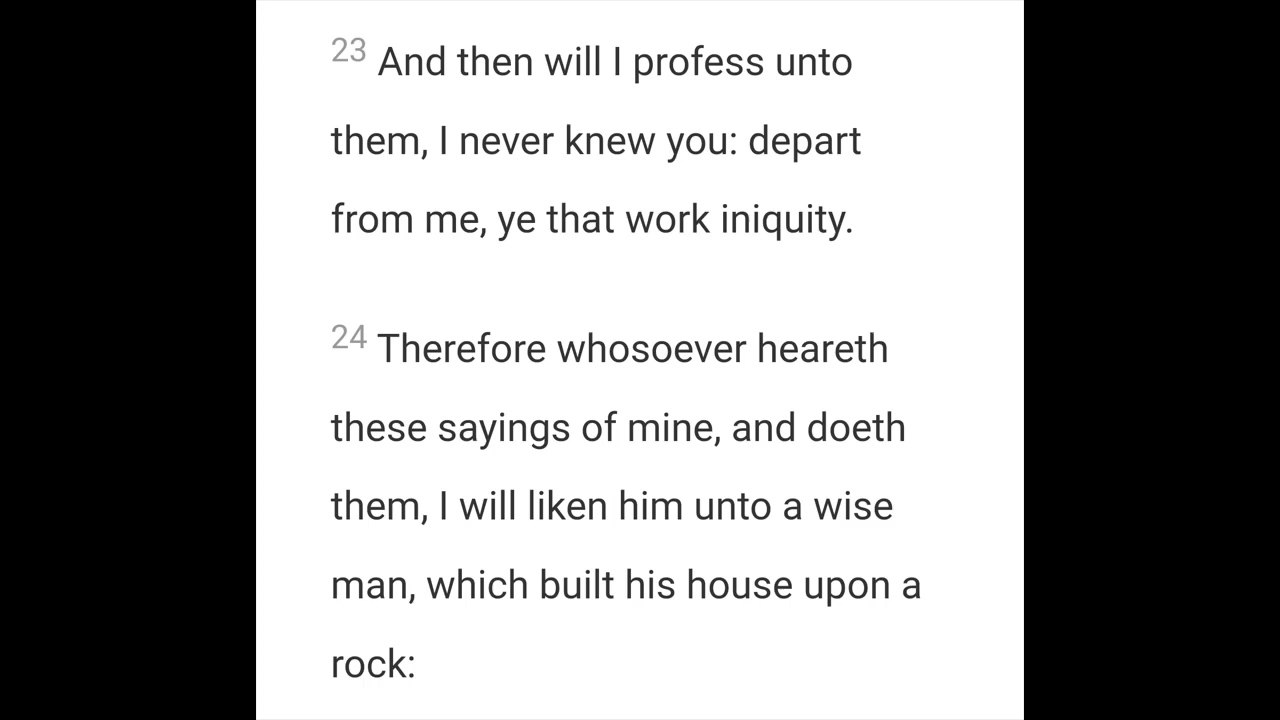 23 And then will I profess unto
them, I never knew you: depart
from me, ye that work iniquity.
24 Therefore whosoever heareth
these sayings of mine, and doeth
them, I will liken him unto a wise
man, which built his house upon a
rock: